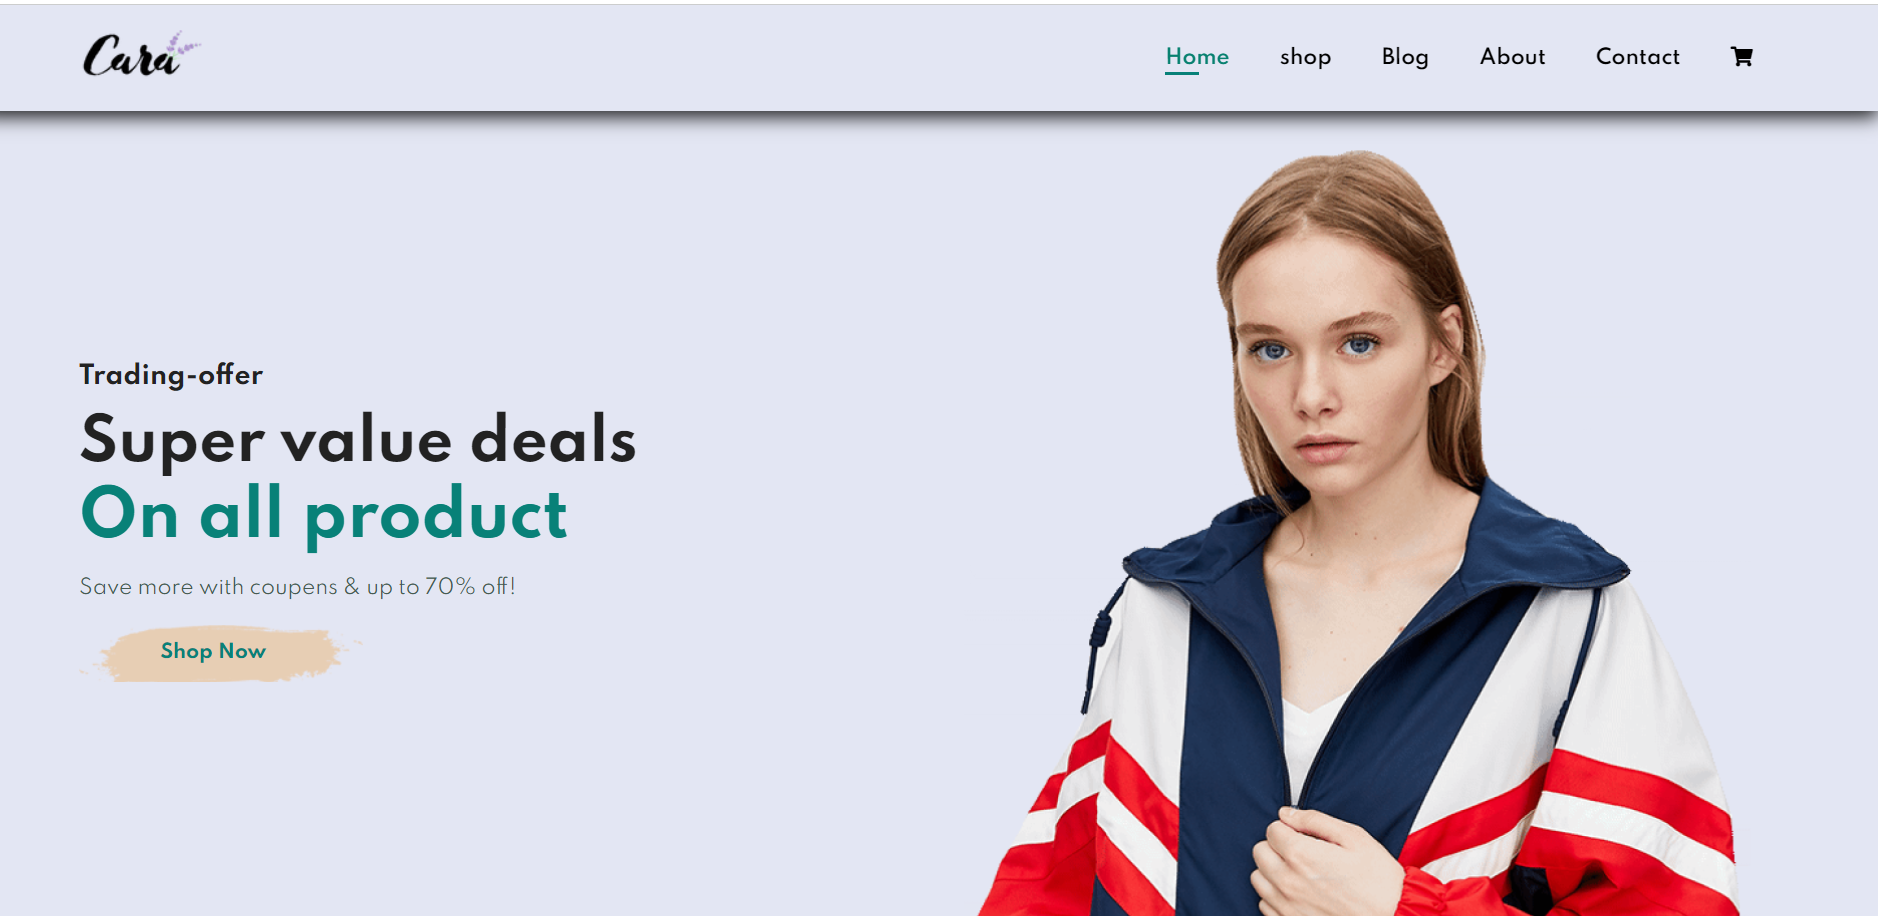 Cara
Home shop Blog About Contact
Trading-offer
Super value deals
On all product
Save more with coupens & up to 70% off!
Shop Now